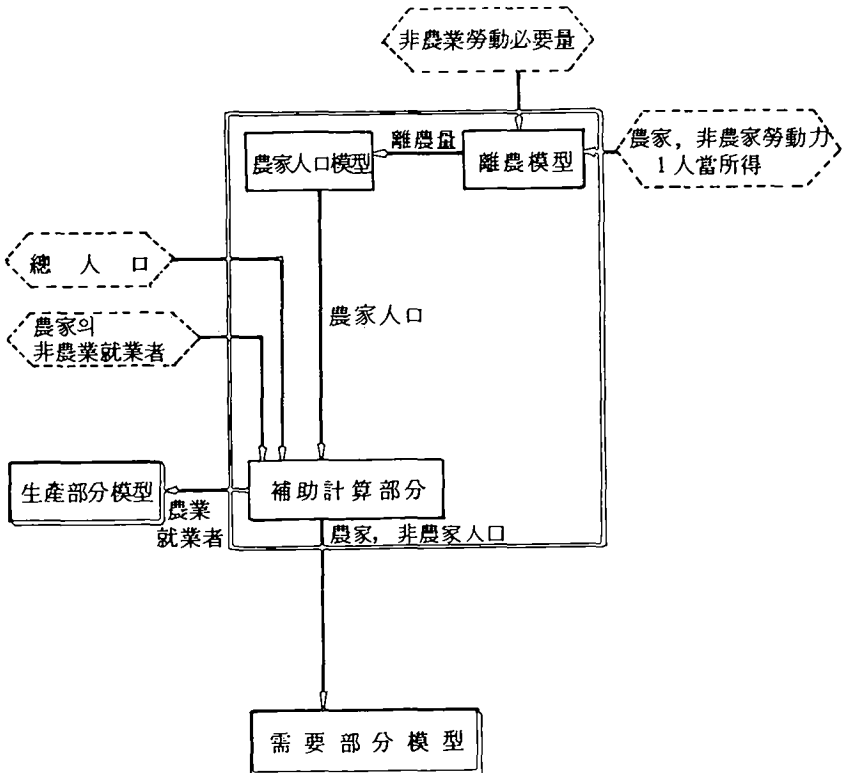 非農業勞動必要量
離農量
農家人口模型
離農模型
農家, 非農家勞動力
1人當所得
總 人 口
農家人口
農家의
非農業就業者
生產部分模型
補助計算部分
農業
就業者
農家, 非農家人口
需要部分模型